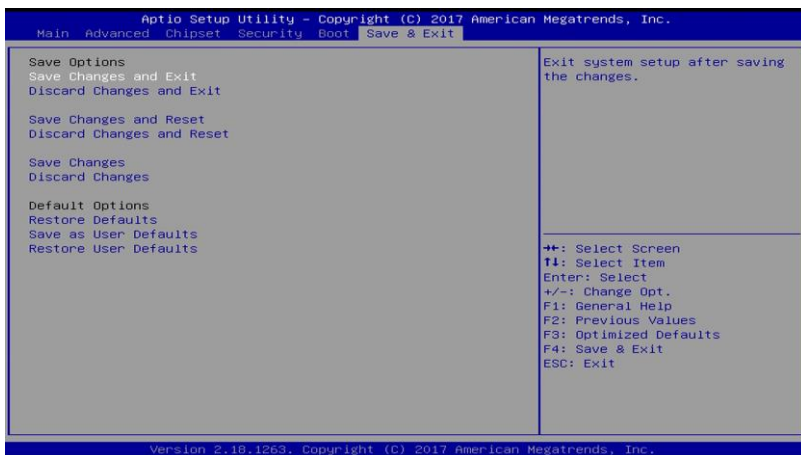 Aptio Setup Utility – Copyright (C) 2017 American Megatrends, Inc.
Main Advanced Chipset Security Boot Save & Exit
Save Options
Save Changes and Exit
Discard Changes and Exit
Save Changes and Reset
Discard Changes and Reset
Save Changes
Discard Changes
Default Options
Restore Defaults
Save as User Defaults
Restore User Defaults
Exit system setup after saving
the changes.
→←: Select Screen
↑↓: Select Item
Enter: Select
+/-: Change Opt.
F1: General Help
F2: Previous Values
F3: Optimized Defaults
F4: Save & Exit
ESC: Exit
Version 2.18.1263. Copyright (C) 2017 American Megatrends, Inc.